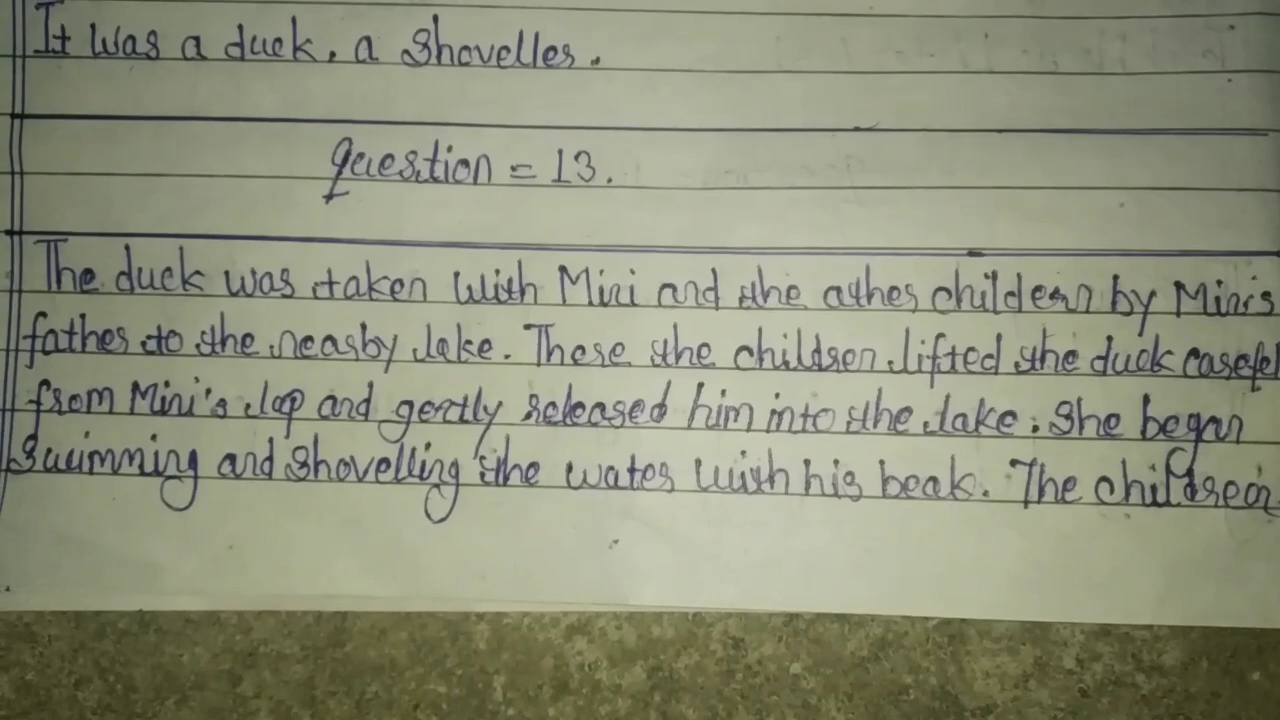 It was a duck, a shoveller.
Question = 13.
The duck was taken with Mini and the other childern by Mini's
father to the nearby lake. There the children lifted the duck
from Mini's lap and gently released him into the lake. She began
swimming and shovelling the water with his beak. The children